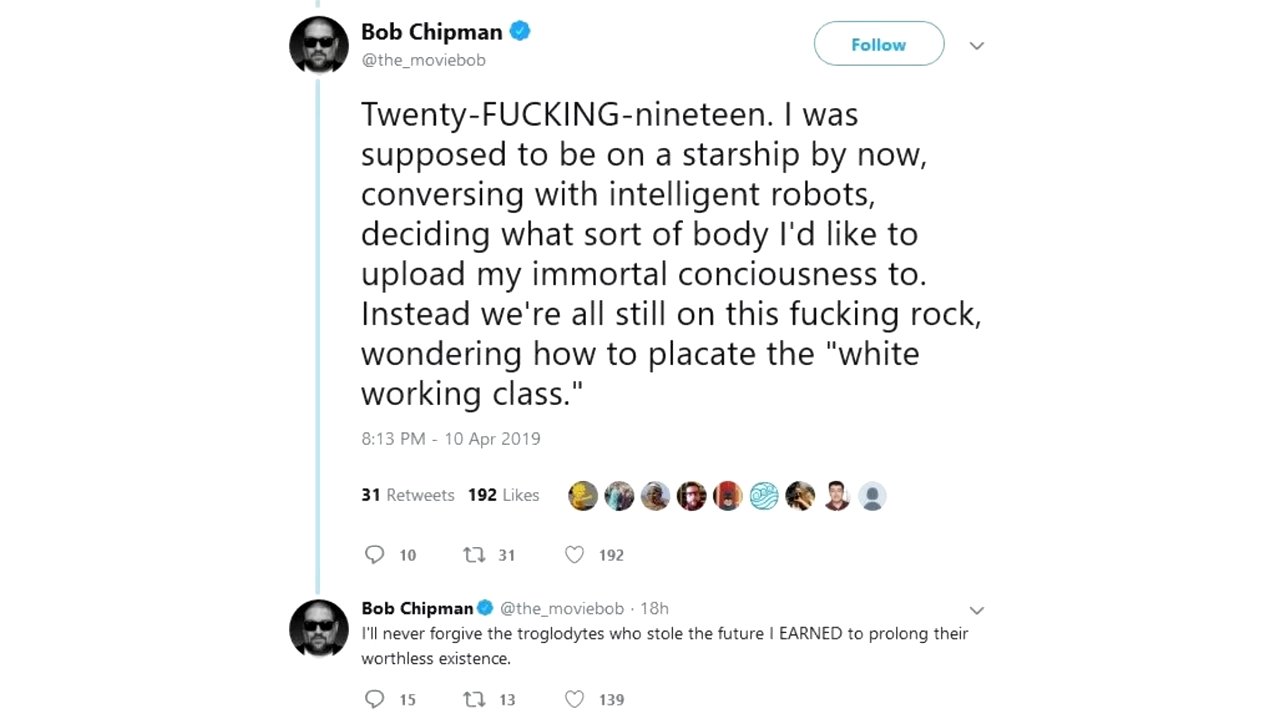 Bob Chipman
@the_moviebob
Follow
Twenty-FUCKING-nineteen. I was
supposed to be on a starship by now,
conversing with intelligent robots,
deciding what sort of body I'd like to
upload my immortal conciousness to.
Instead we're all still on this fucking rock,
wondering how to placate the "white
working class."
8:13 PM - 10 Apr 2019
31 Retweets 192 Likes
10 31 192
Bob Chipman @the_moviebob · 18h
I'll never forgive the troglodytes who stole the future I EARNED to prolong their
worthless existence.
15 13 139